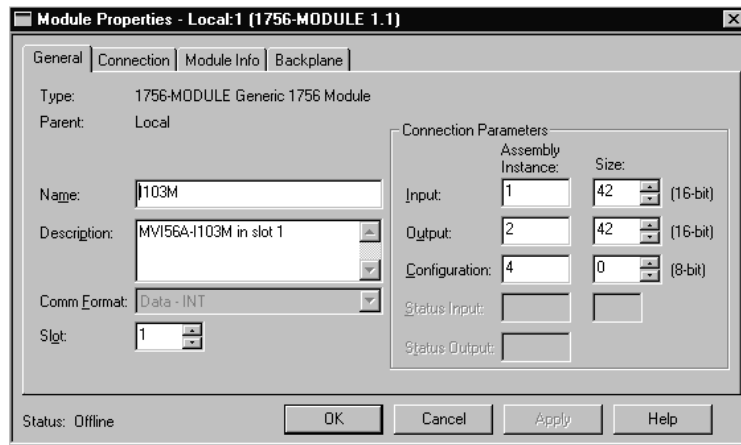 Module Properties - Local:1 (1756-MODULE 1.1)
General Connection Module Info Backplane
Type: 1756-MODULE Generic 1756 Module
Parent: Local
Connection Parameters
Assembly
Instance: Size:
Name: I103M
Input: 1 42 (16-bit)
Description: MVI56A-I103M in slot 1
Output: 2 42 (16-bit)
Configuration: 4 0 (8-bit)
Comm Format: Data - INT
Status Input:
Slot: 1
Status Output:
Status: Offline
OK Cancel Apply Help